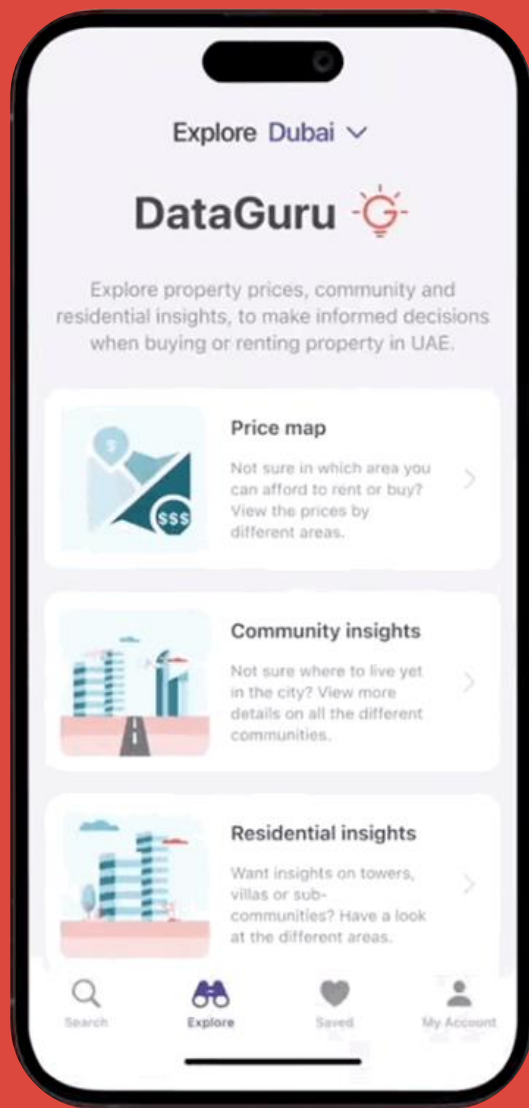 Explore Dubai
DataGuru
Explore property prices, community and
residential insights, to make informed decisions
when buying or renting property in UAE.
$
$$$
Price map
Not sure in which area you
can afford to rent or buy?
View the prices by
different areas.
Community insights
Not sure where to live yet
in the city? View more
details on all the different
communities.
Residential insights
Want insights on towers,
villas or sub-
communities? Have a look
at the different areas.
Search
Explore
Saved
My Account